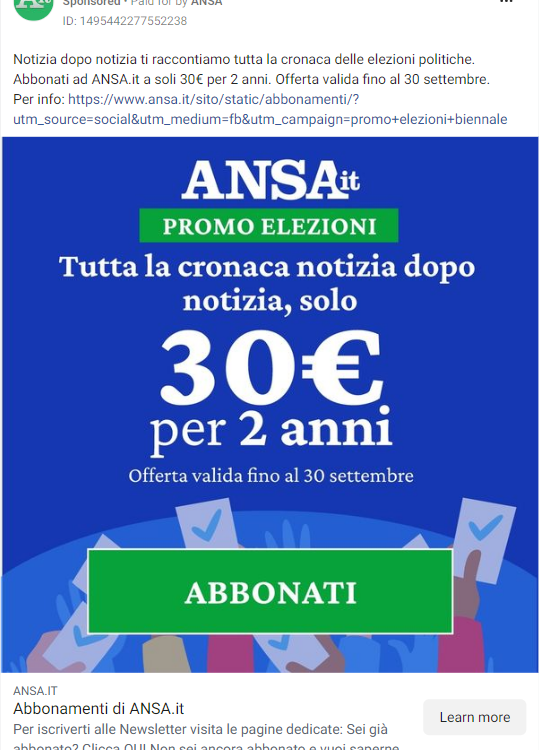 Sponsored • Paid for by ANSA
ID: 1495442277552238
Notizia dopo notizia ti raccontiamo tutta la cronaca delle elezioni politiche.
Abbonati ad ANSA.it a soli 30€ per 2 anni. Offerta valida fino al 30 settembre.
Per info: https://www.ansa.it/sito/static/abbonamenti/?
utm_source=social&utm_medium=fb&utm_campaign=promo+elezioni+biennale
ANSAit
PROMO ELEZIONI
Tutta la cronaca notizia dopo
notizia, solo
30€
per 2 anni
Offerta valida fino al 30 settembre
ABBONATI
ANSA.IT
Abbonamenti di ANSA.it
Per iscriverti alle Newsletter visita le pagine dedicate: Sei già
abbonato? Clicca QUI Non sei ancora abbonato e vuoi saperne
Learn more